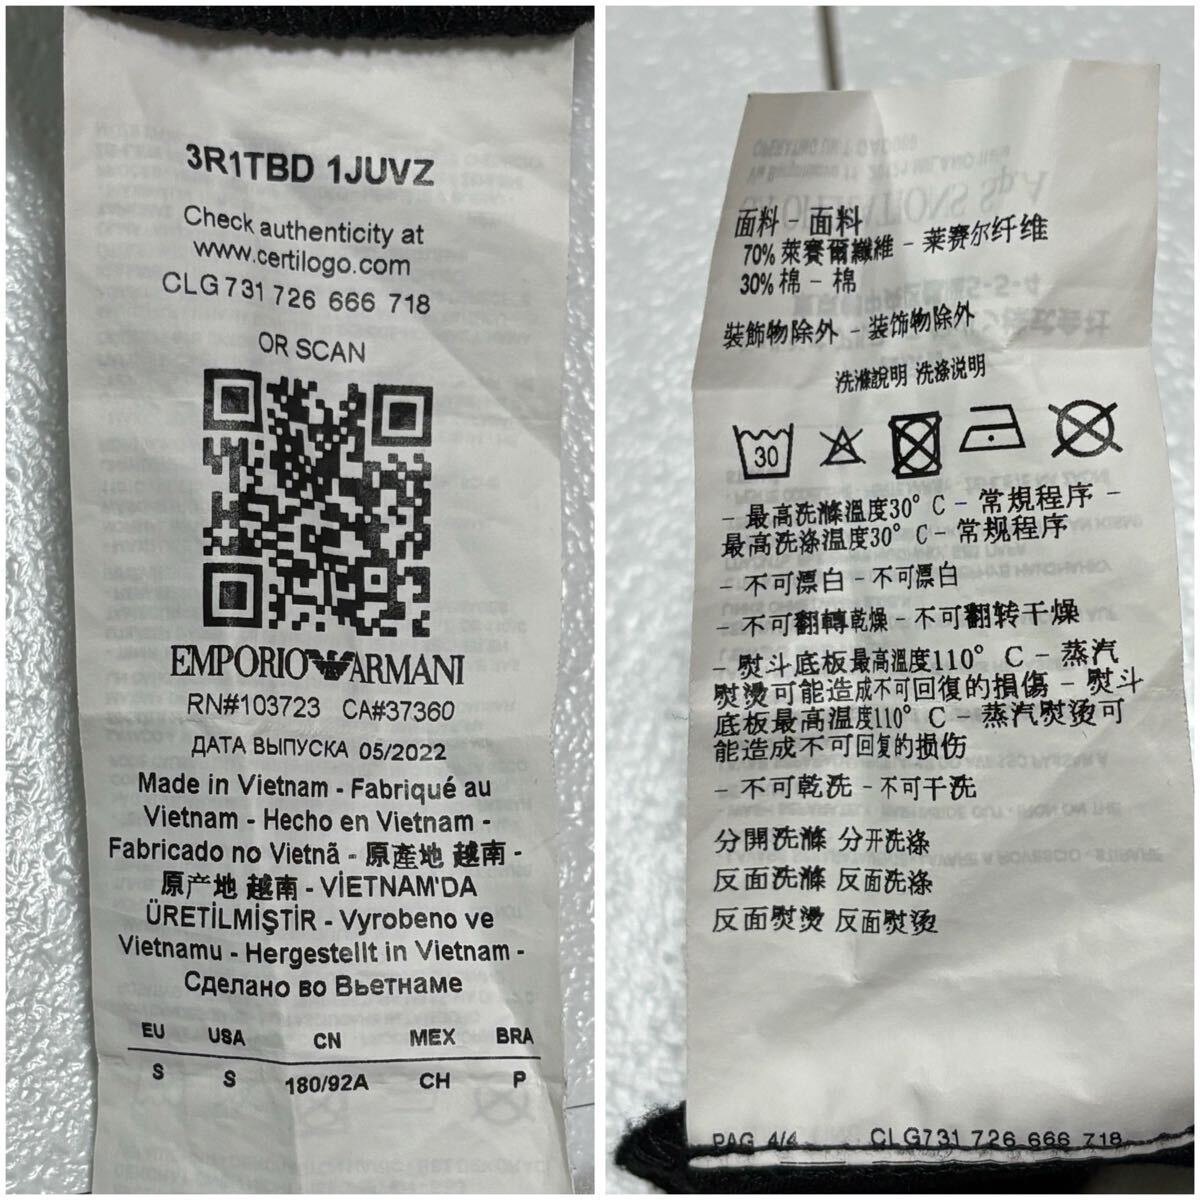 3R1TBD 1JUVZ
Check authenticity at
www.certilogo.com
CLG 731 726 666 718
OR SCAN
EMPORIO ARMANI
RN#103723 CA#37360
ДАТА ВЫПУСКА 05/2022
Made in Vietnam - Fabriqué au
Vietnam - Hecho en Vietnam -
Fabricado no Vietnã - 原產地 越南 -
原产地 越南 - VİETNAM'DA
ÜRETİLMİŞTİR - Vyrobeno ve
Vietnamu - Hergestellt in Vietnam -
Сделано во Вьетнаме
EU USA CN MEX BRA
S S 180/92A CH P
面料 - 面料
70% 萊賽爾纖維 - 莱赛尔纤维
30% 棉 - 棉
裝飾物除外 - 装饰物除外
洗滌說明 洗涤说明
30
- 最高洗滌溫度30° C - 常規程序 -
最高洗涤温度30° C - 常规程序
- 不可漂白 - 不可漂白
- 不可翻轉乾燥 - 不可翻转干燥
- 熨斗底板最高溫度110° C - 蒸汽
熨燙可能造成不可回復的損傷 - 熨斗
底板最高温度110° C - 蒸汽熨烫可
能造成不可回复的损伤
- 不可乾洗 - 不可干洗
分開洗滌 分开洗涤
反面洗滌 反面洗涤
反面熨燙 反面熨烫
PAG 4/4 CLG731 726 666 718